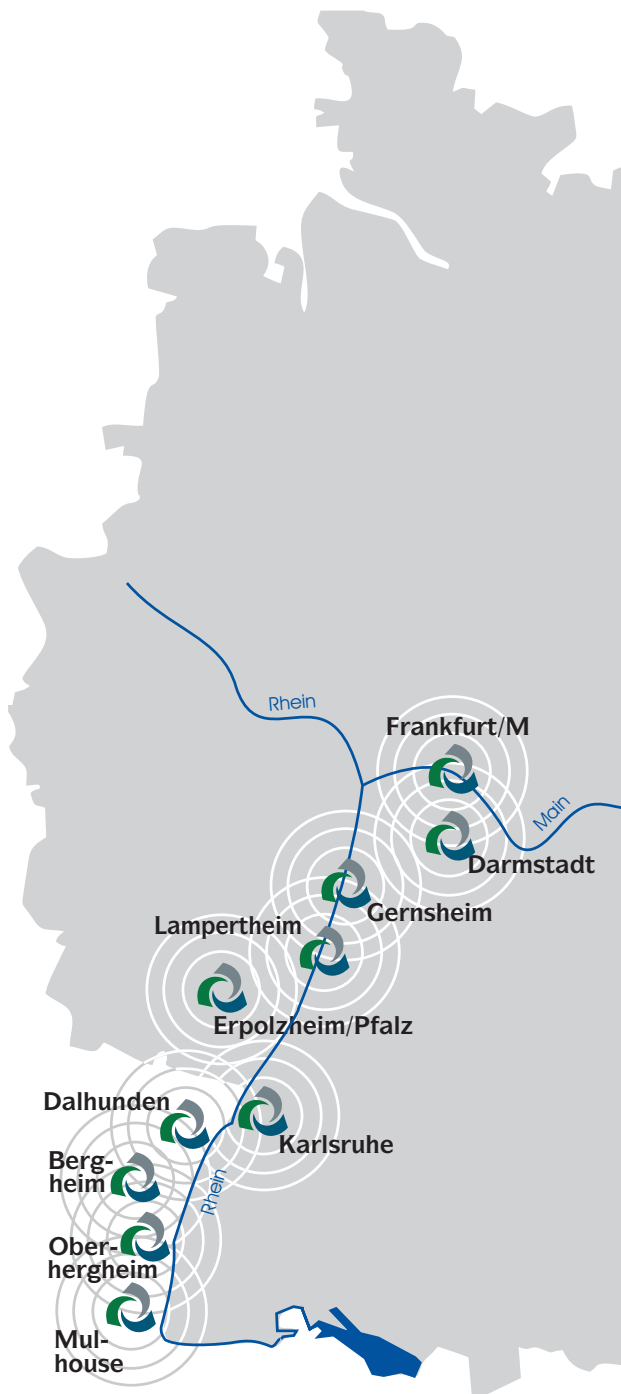 Rhein
Frankfurt/M
Main
Darmstadt
Gernsheim
Lampertheim
Erpolzheim/Pfalz
Dalhunden
Karlsruhe
Berg-
heim
Rhein
Ober-
hergheim
Mul-
house